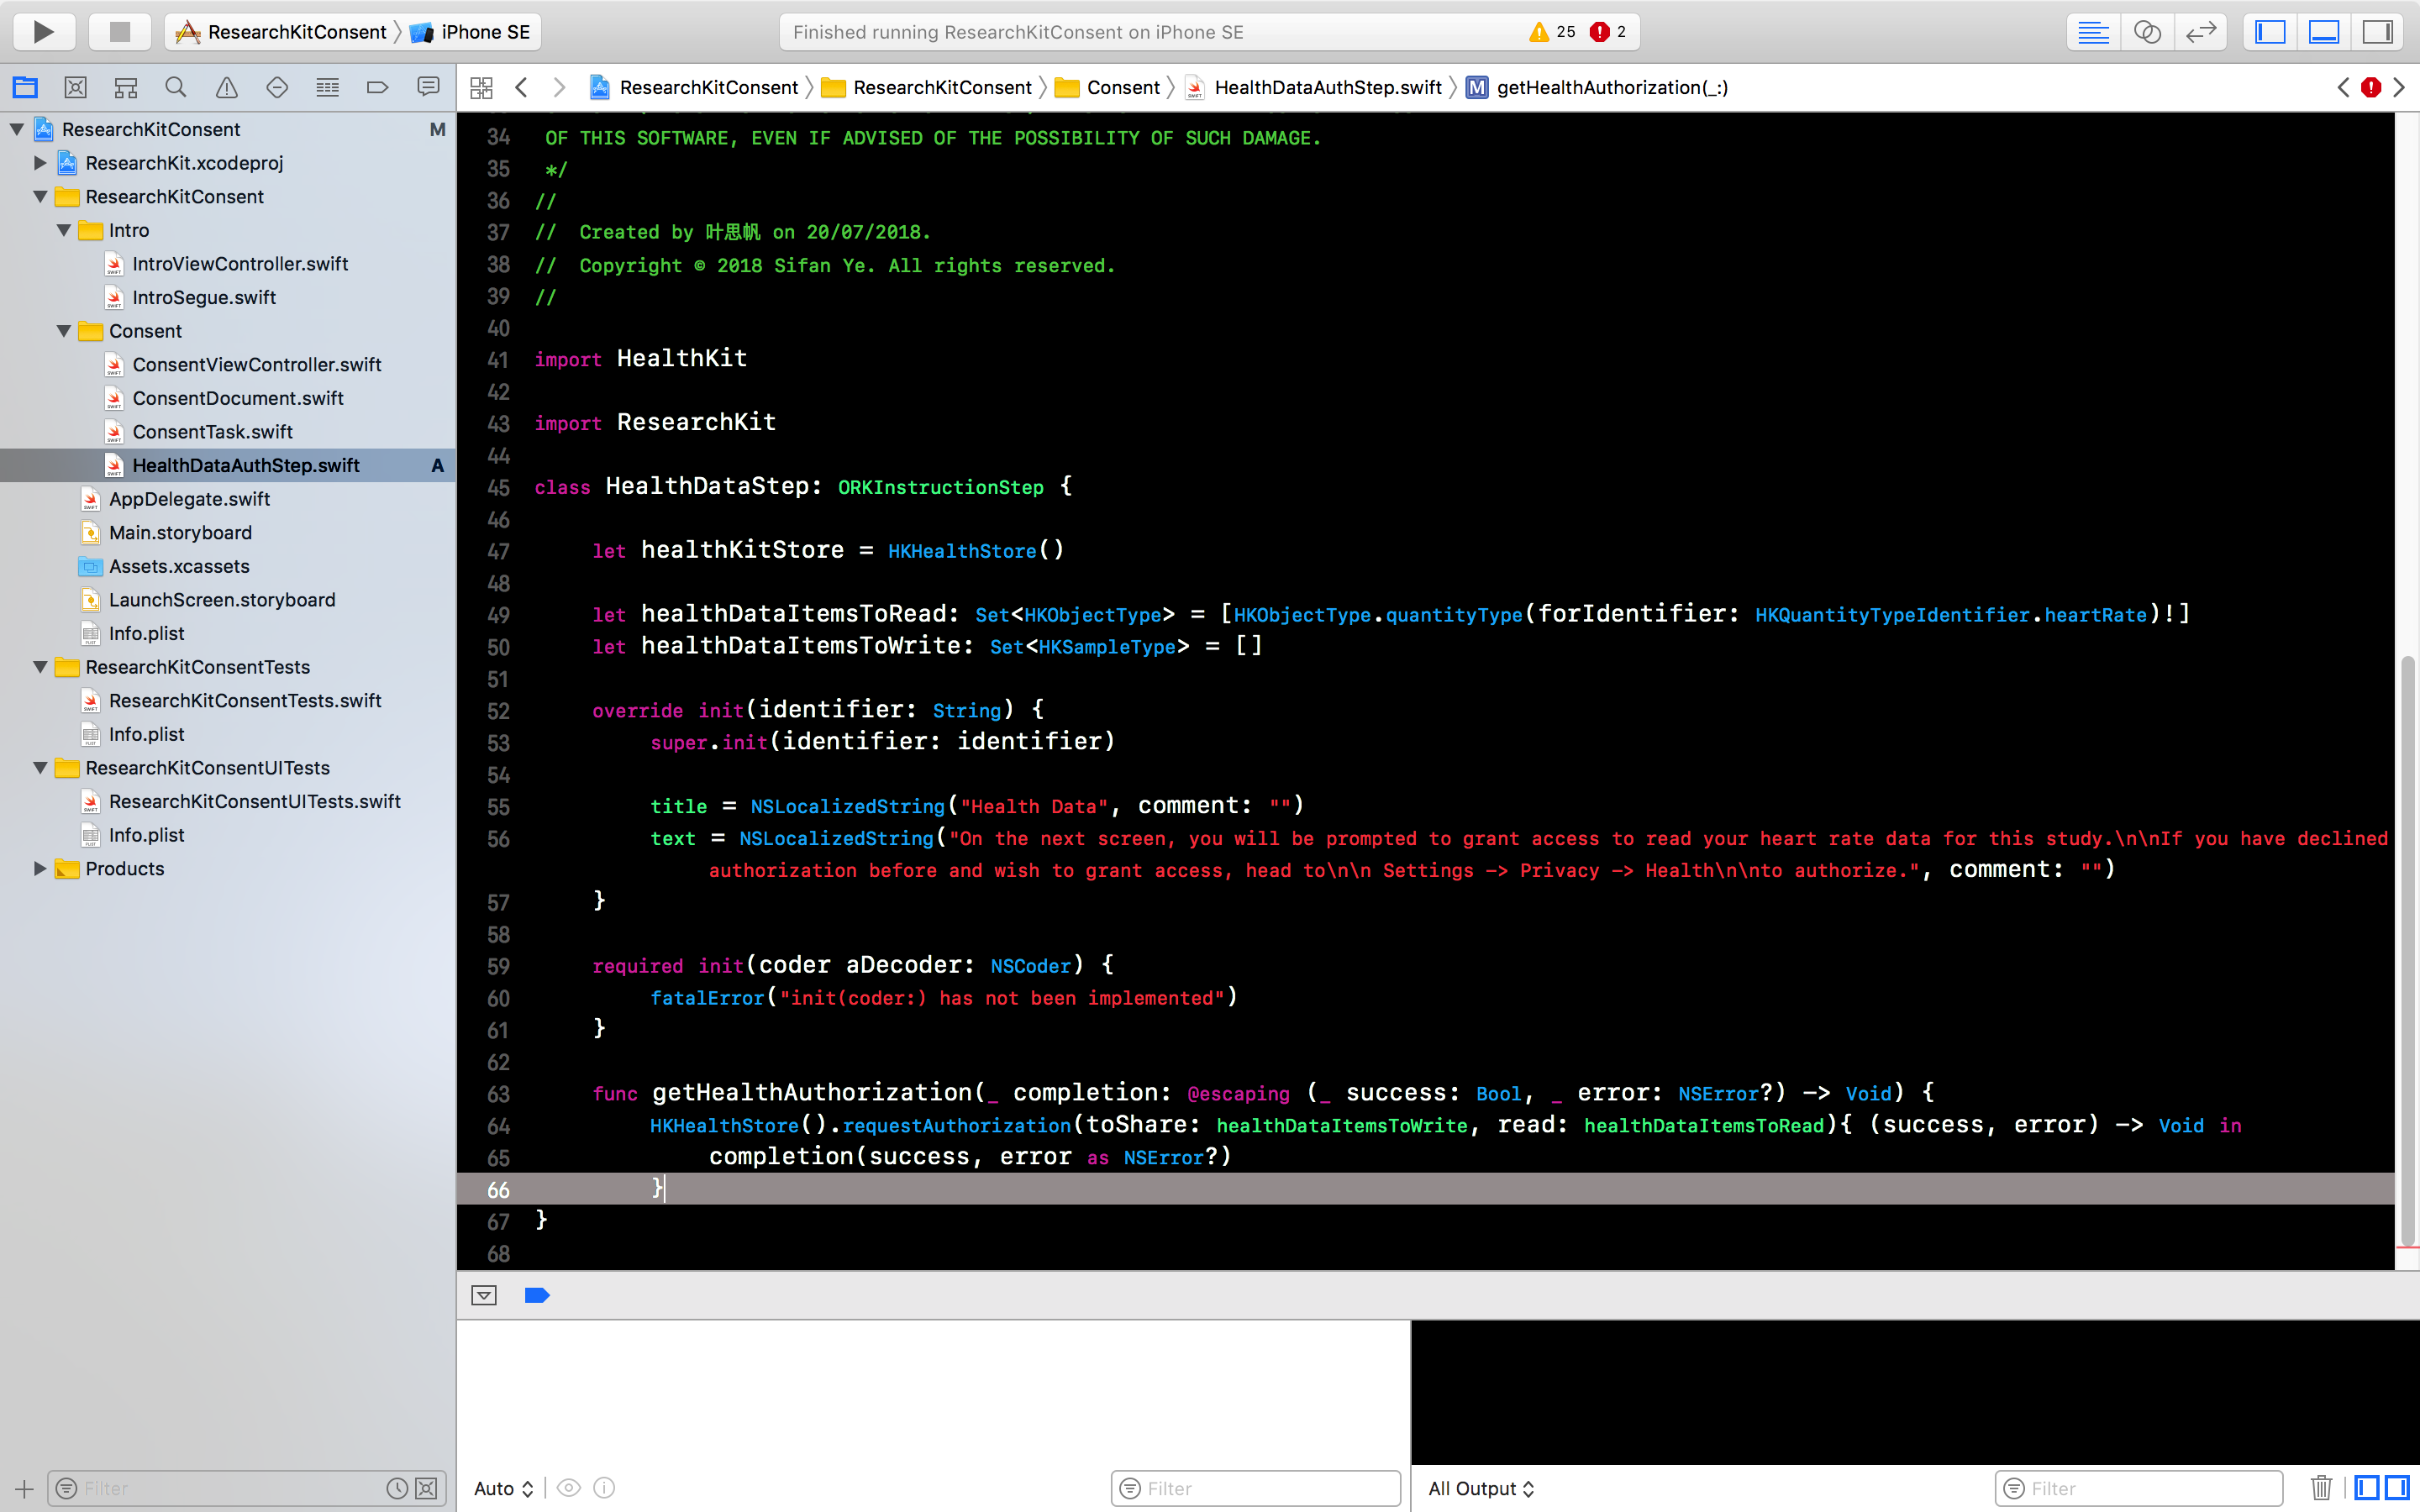 ResearchKitConsent iPhone SE
Finished running ResearchKitConsent on iPhone SE 25 2
ResearchKitConsent ResearchKitConsent Consent HealthDataAuthStep.swift M getHealthAuthorization(_:)
ResearchKitConsent M
ResearchKit.xcodeproj
ResearchKitConsent
Intro
IntroViewController.swift
IntroSegue.swift
Consent
ConsentViewController.swift
ConsentDocument.swift
ConsentTask.swift
HealthDataAuthStep.swift A
AppDelegate.swift
Main.storyboard
Assets.xcassets
LaunchScreen.storyboard
Info.plist
ResearchKitConsentTests
ResearchKitConsentTests.swift
Info.plist
ResearchKitConsentUITests
ResearchKitConsentUITests.swift
Info.plist
Products
Filter
34 OF THIS SOFTWARE, EVEN IF ADVISED OF THE POSSIBILITY OF SUCH DAMAGE.
35 */
36 //
37 //  Created by 叶思帆 on 20/07/2018.
38 //  Copyright © 2018 Sifan Ye. All rights reserved.
39 //
40
41 import HealthKit
42
43 import ResearchKit
44
45 class HealthDataStep: ORKInstructionStep {
46
47 let healthKitStore = HKHealthStore()
48
49 let healthDataItemsToRead: Set<HKObjectType> = [HKObjectType.quantityType(forIdentifier: HKQuantityTypeIdentifier.heartRate)!]
50 let healthDataItemsToWrite: Set<HKSampleType> = []
51
52 override init(identifier: String) {
53 super.init(identifier: identifier)
54
55 title = NSLocalizedString("Health Data", comment: "")
56 text = NSLocalizedString("On the next screen, you will be prompted to grant access to read your heart rate data for this study.\n\nIf you have declined
authorization before and wish to grant access, head to\n\n Settings -> Privacy -> Health\n\nto authorize.", comment: "")
57 }
58
59 required init(coder aDecoder: NSCoder) {
60 fatalError("init(coder:) has not been implemented")
61 }
62
63 func getHealthAuthorization(_ completion: @escaping (_ success: Bool, _ error: NSError?) -> Void) {
64 HKHealthStore().requestAuthorization(toShare: healthDataItemsToWrite, read: healthDataItemsToRead){ (success, error) -> Void in
65 completion(success, error as NSError?)
66 }
67 }
68
Auto Filter
All Output Filter